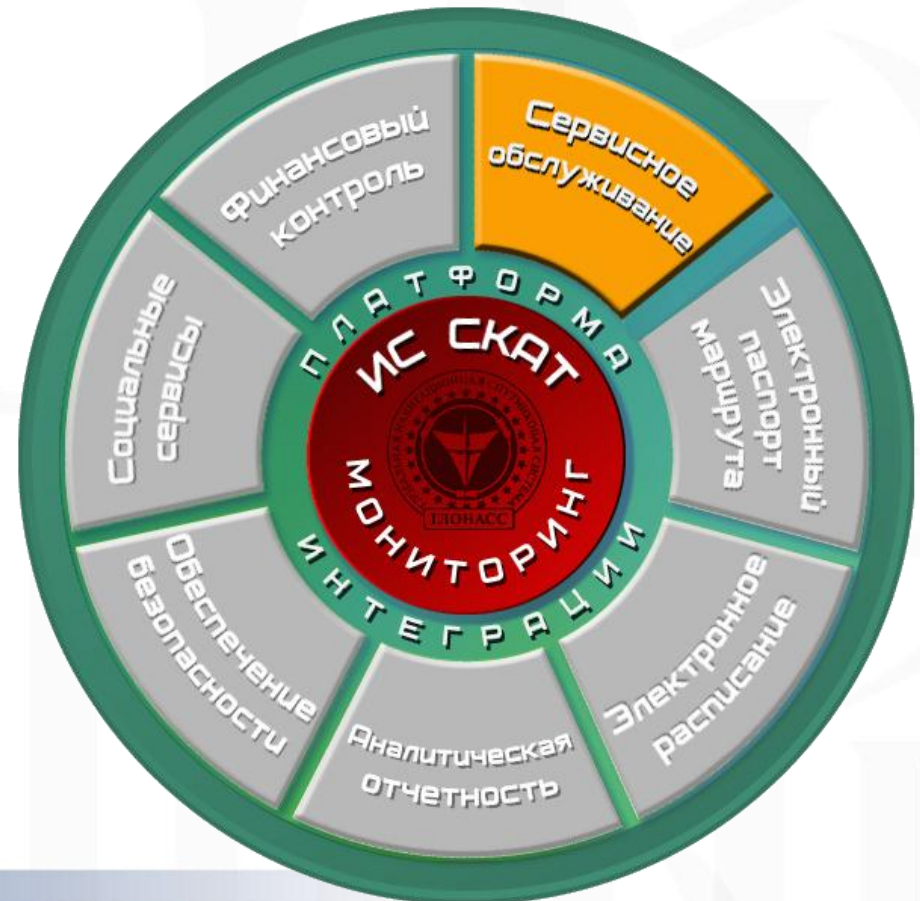 Сервисное
обслуживание
Электронный
паспорт
маршрута
Электронное
расписание
Аналитическая
отчетность
Обеспечение
безопасности
Социальные
сервисы
Финансовый
контроль
ПЛАТФОРМА
ИНТЕГРАЦИИ
ИС СКАТ
МОНИТОРИНГ
ГЛОНАСС